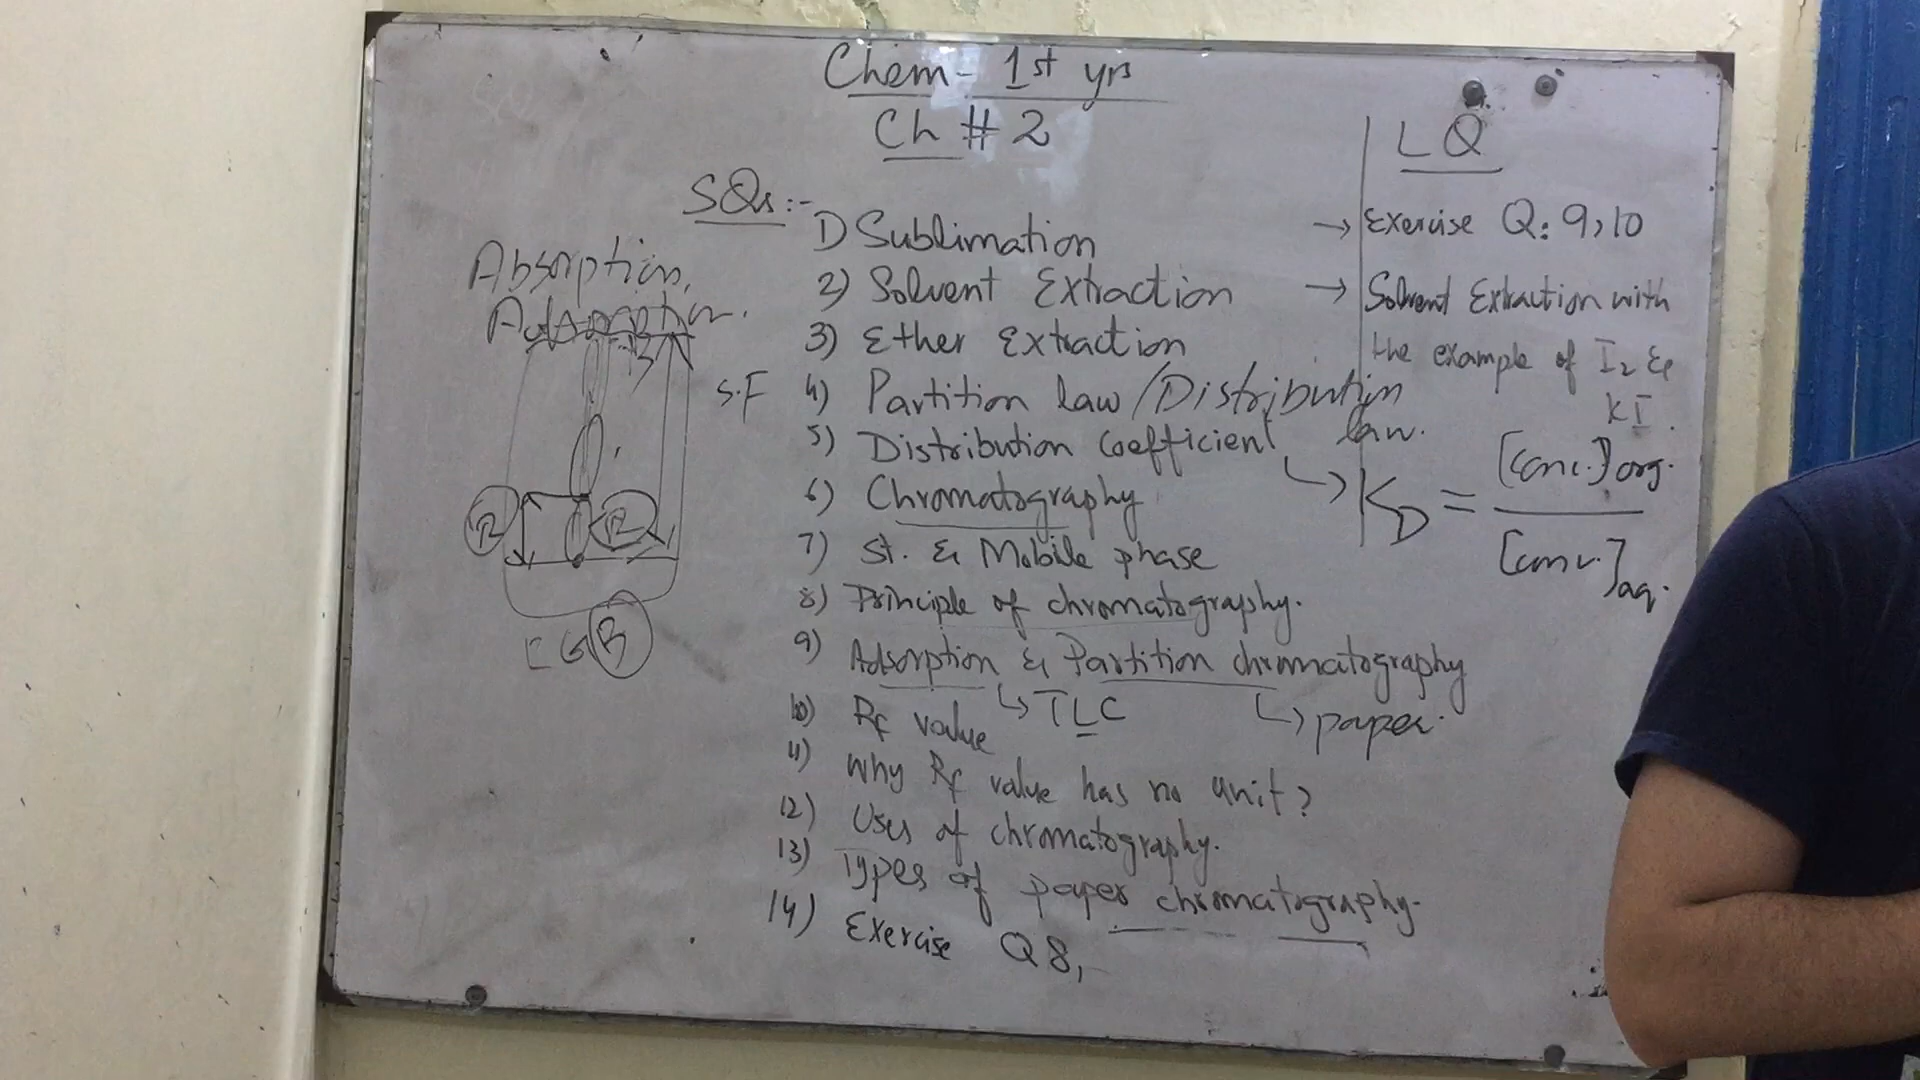 Chem- 1st yrs
Ch # 2
SQs:-
1) Sublimation
2) Solvent Extraction
3) Ether Extraction
S.F 4) Partition law / Distribution law.
5) Distribution Coefficient
6) Chromatography
7) St. & Mobile phase
8) Principle of chromatography.
9) Adsorption & Partition chromatography
↳ TLC ↳ paper.
10) Rf value
11) Why Rf value has no unit?
12) Uses of chromatography.
13) Types of paper chromatography.
14) Exercise Q8,
LQ
→ Exercise Q: 9,10
→ Solvent Extraction with
the example of I2 &
KI.
↳ KD = [conc.]org. / [conc.]aq.
Absorption,
Adsorption.
R R
B